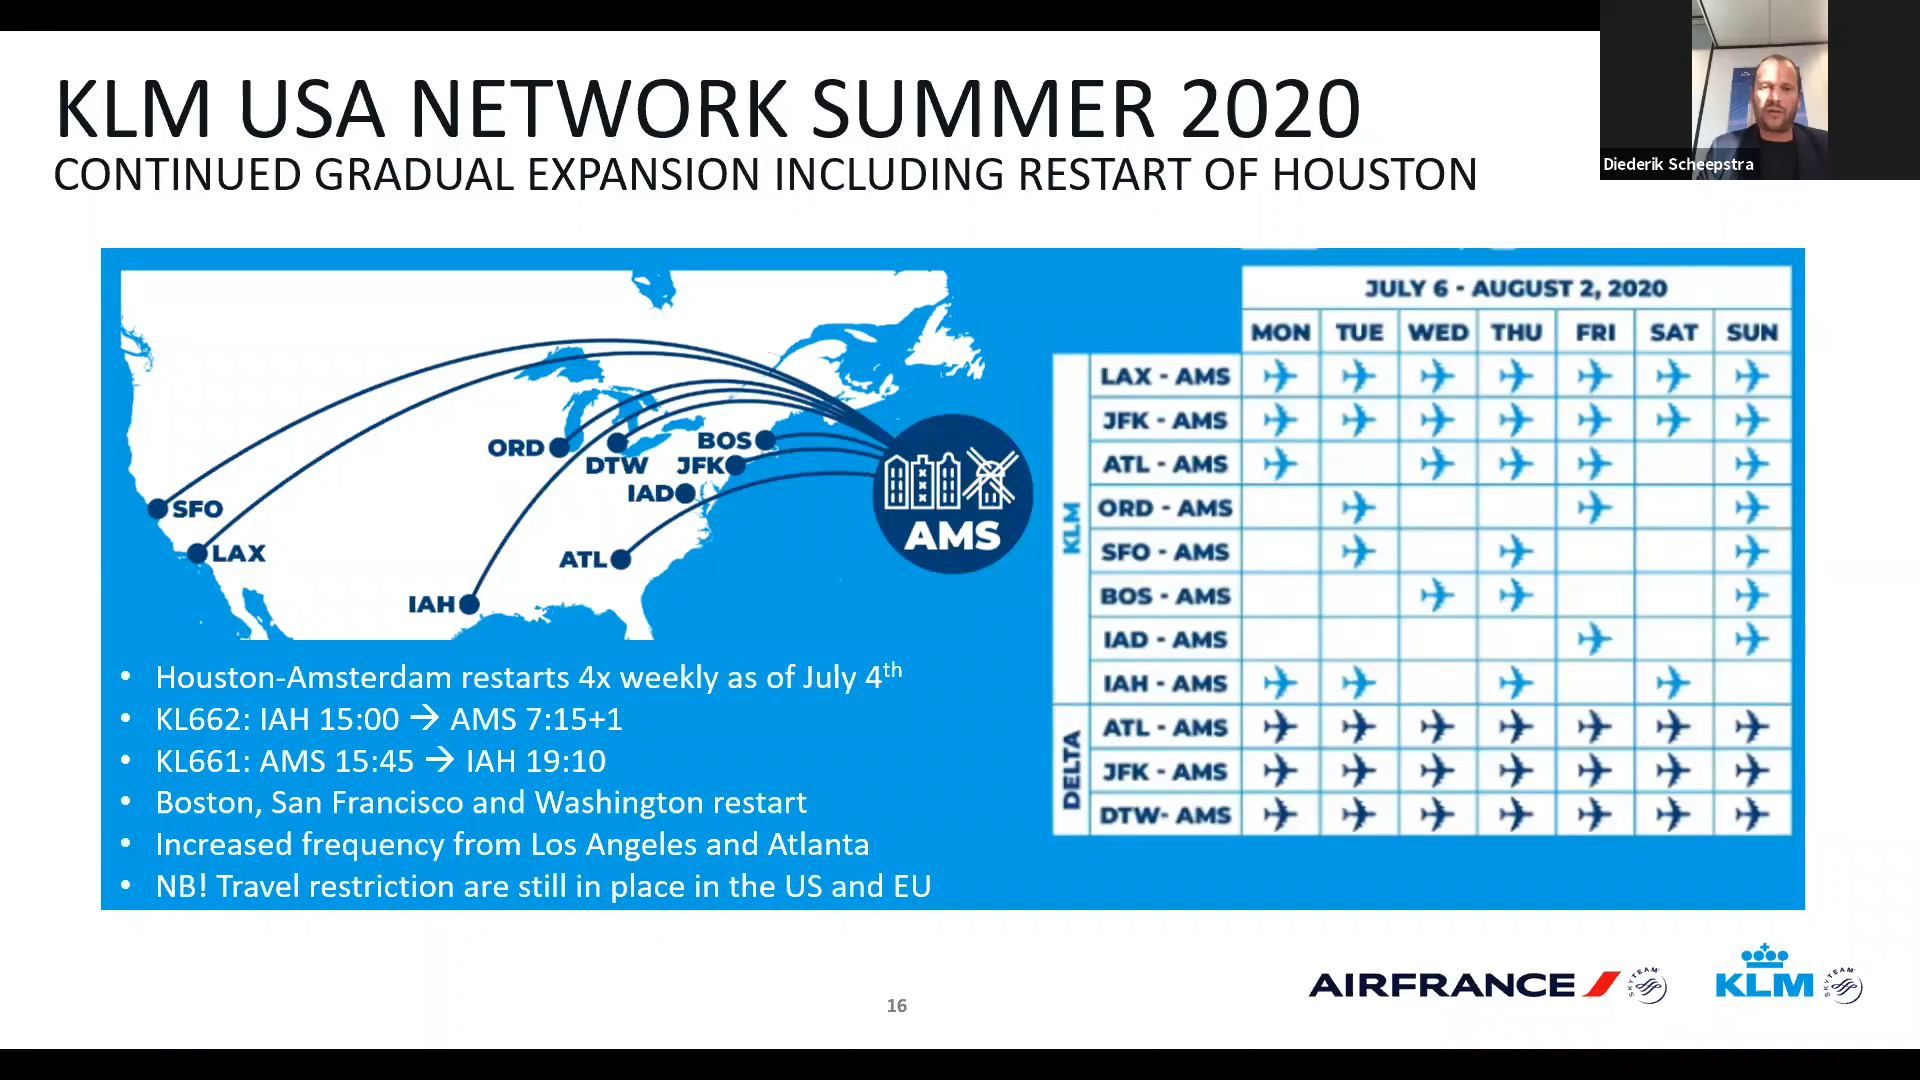 KLM USA NETWORK SUMMER 2020
CONTINUED GRADUAL EXPANSION INCLUDING RESTART OF HOUSTON
Diederik Scheepstra
ORD
DTW
BOS
JFK
IAD
SFO
LAX
ATL
IAH
AMS
• Houston-Amsterdam restarts 4x weekly as of July 4th
• KL662: IAH 15:00 → AMS 7:15+1
• KL661: AMS 15:45 → IAH 19:10
• Boston, San Francisco and Washington restart
• Increased frequency from Los Angeles and Atlanta
• NB! Travel restriction are still in place in the US and EU
JULY 6 - AUGUST 2, 2020
MON TUE WED THU FRI SAT SUN
KLM
LAX - AMS
JFK - AMS
ATL - AMS
ORD - AMS
SFO - AMS
BOS - AMS
IAD - AMS
IAH - AMS
DELTA
ATL - AMS
JFK - AMS
DTW- AMS
16
AIRFRANCE
SKYTEAM
KLM
SKYTEAM